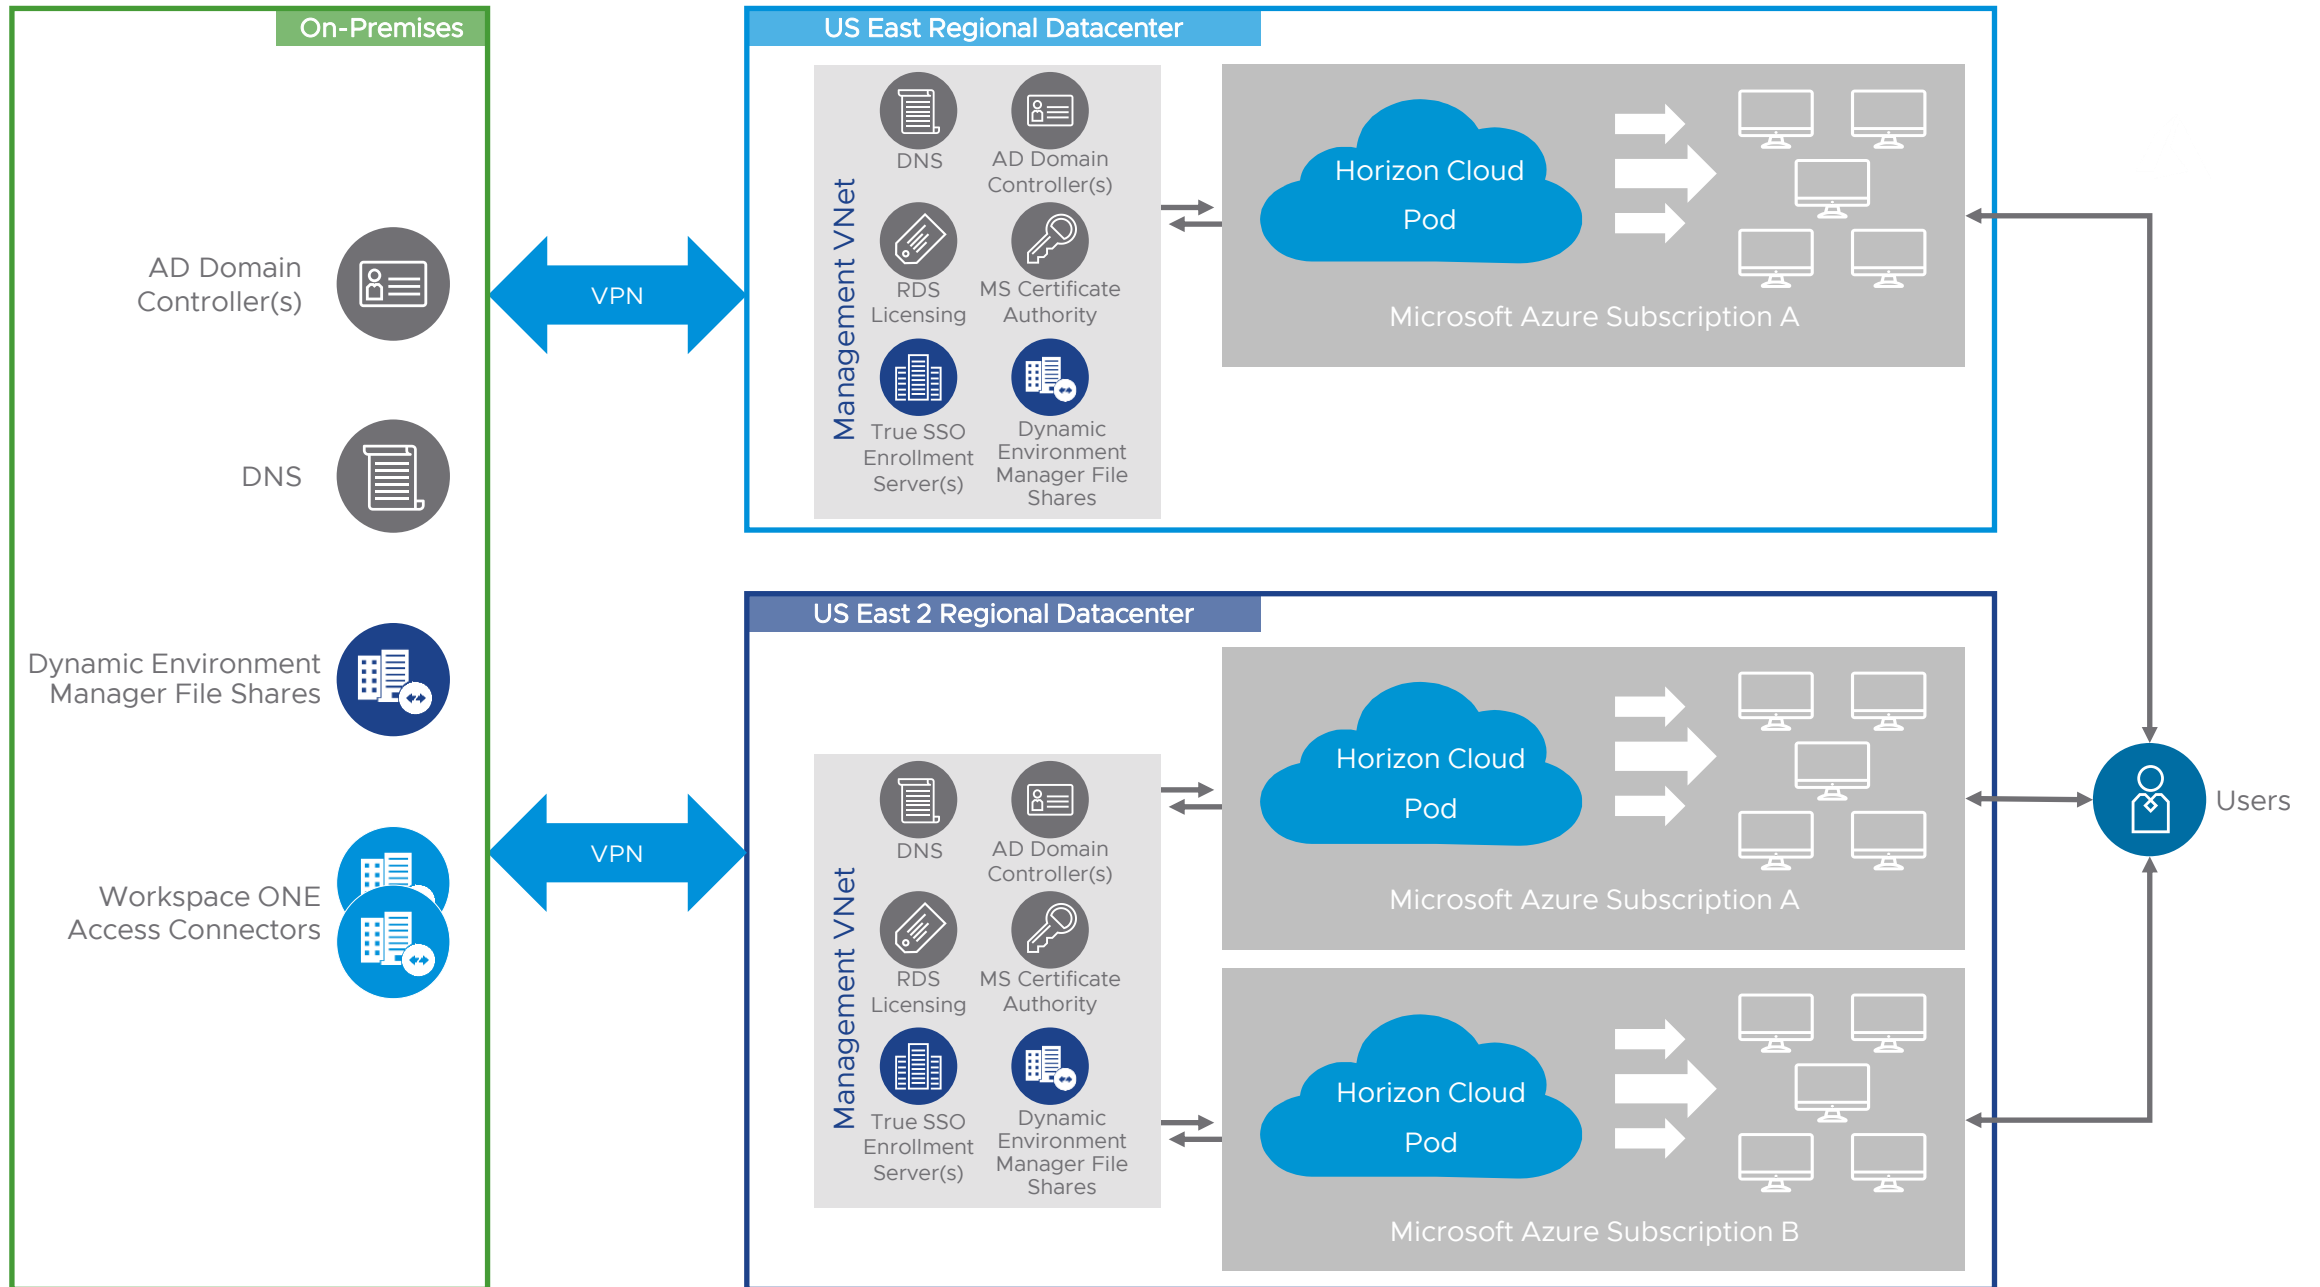 On-Premises
AD Domain
Controller(s)
DNS
Dynamic Environment
Manager File Shares
Workspace ONE
Access Connectors
VPN
VPN
US East Regional Datacenter
Management VNet
DNS
AD Domain
Controller(s)
RDS
Licensing
MS Certificate
Authority
True SSO
Enrollment
Server(s)
Dynamic
Environment
Manager File
Shares
Horizon Cloud
Pod
Microsoft Azure Subscription A
US East 2 Regional Datacenter
Management VNet
DNS
AD Domain
Controller(s)
RDS
Licensing
MS Certificate
Authority
True SSO
Enrollment
Server(s)
Dynamic
Environment
Manager File
Shares
Horizon Cloud
Pod
Microsoft Azure Subscription A
Horizon Cloud
Pod
Microsoft Azure Subscription B
Users